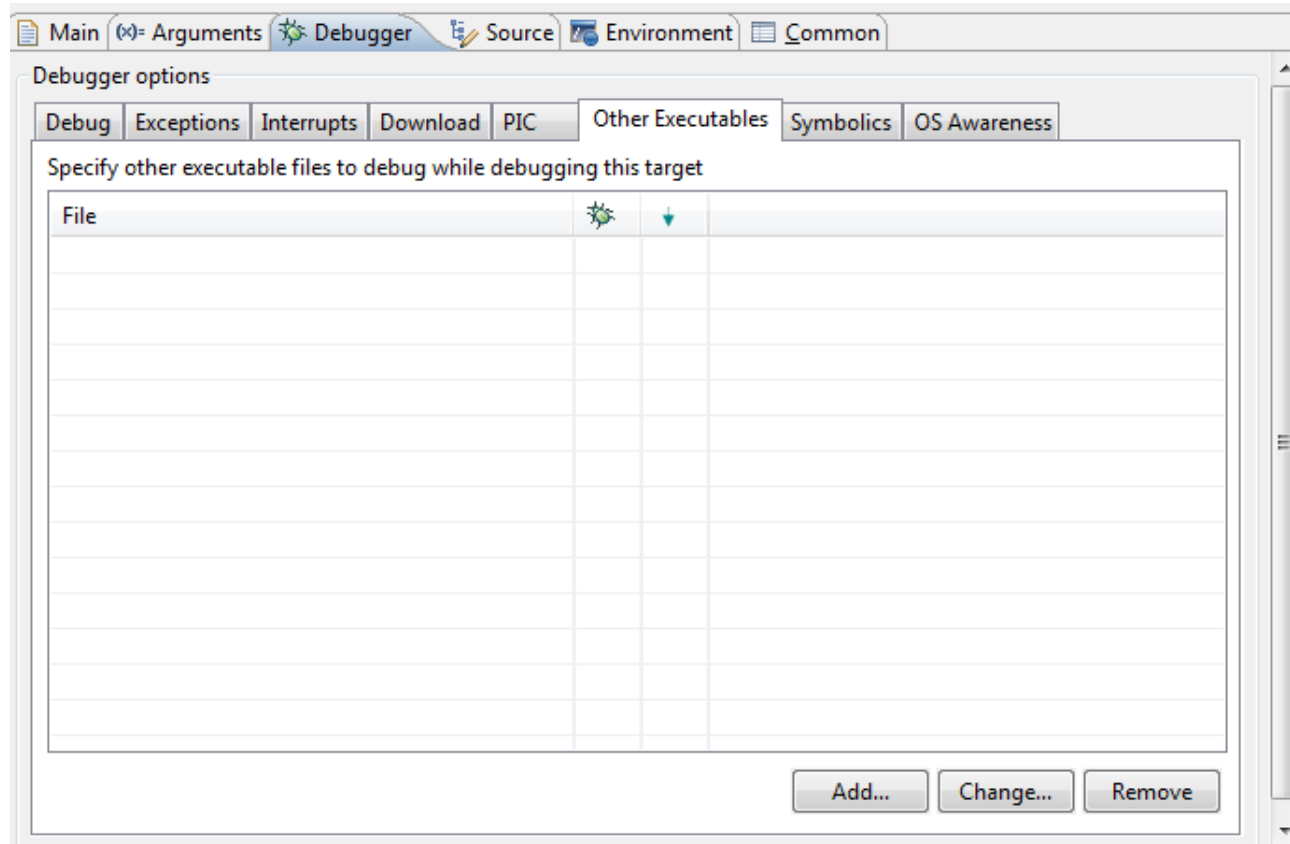 Main (x)= Arguments Debugger Source Environment Common
Debugger options
Debug Exceptions Interrupts Download PIC Other Executables Symbolics OS Awareness
Specify other executable files to debug while debugging this target
File
Add... Change... Remove